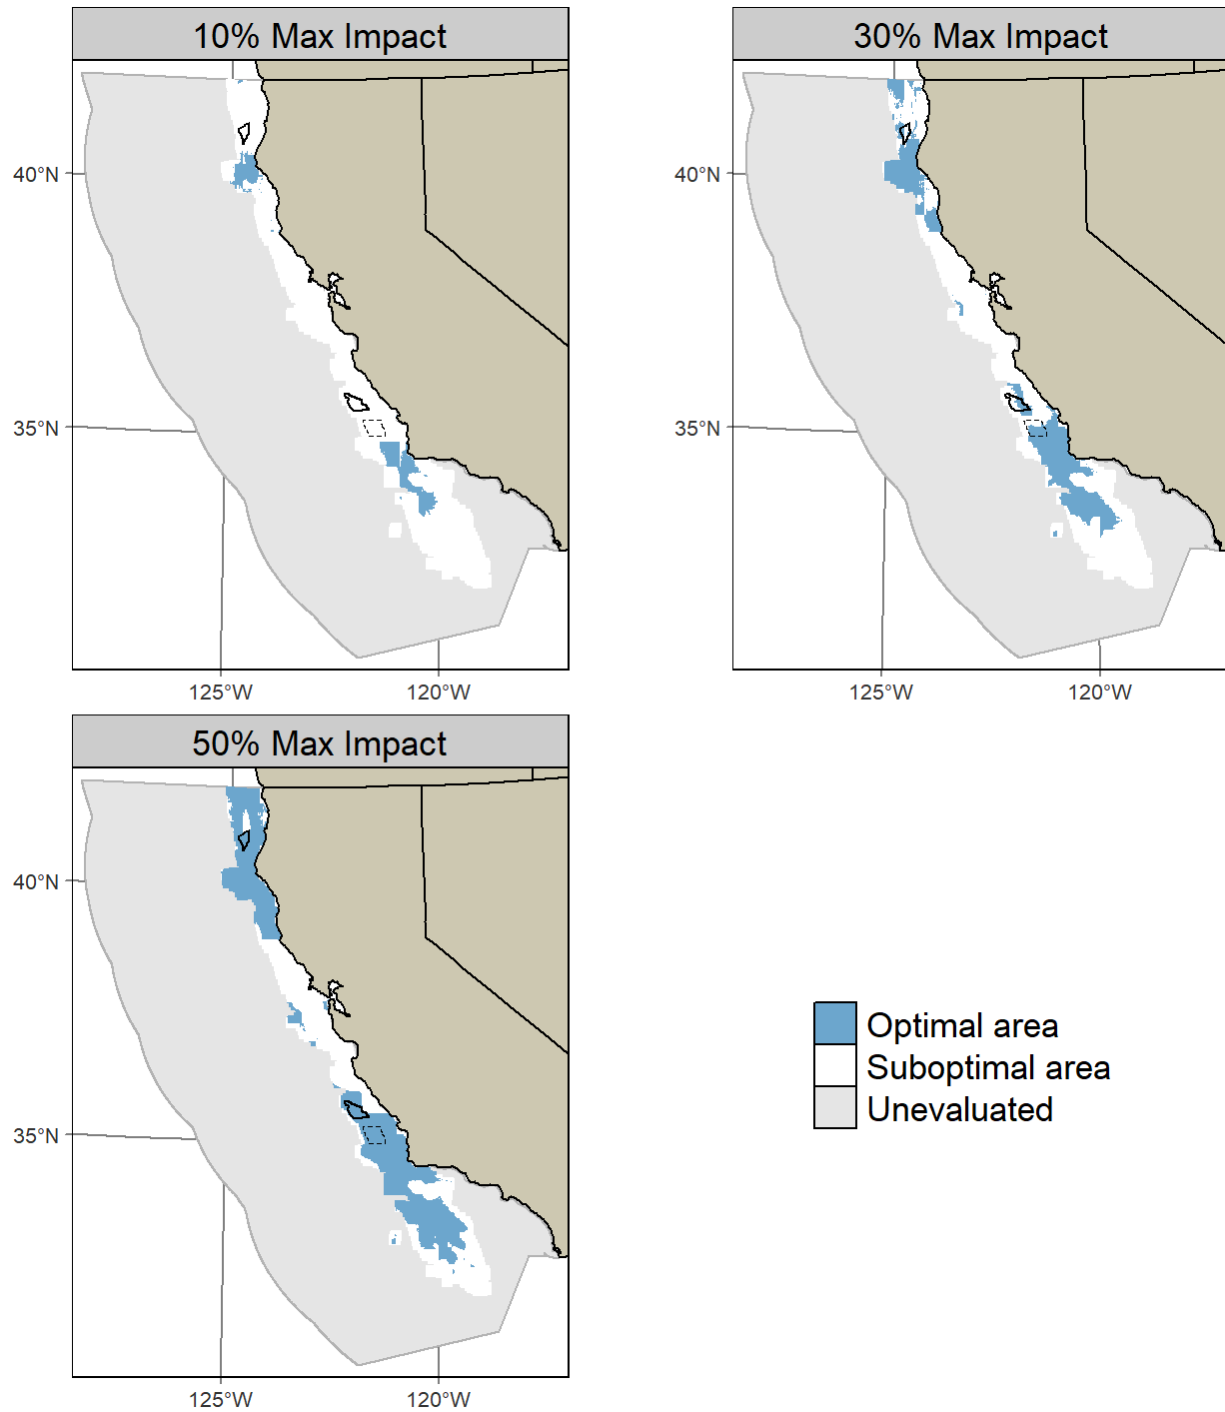 10% Max Impact
30% Max Impact
40°N
35°N
125°W
120°W
40°N
35°N
125°W
120°W
50% Max Impact
40°N
35°N
125°W
120°W
Optimal area
Suboptimal area
Unevaluated